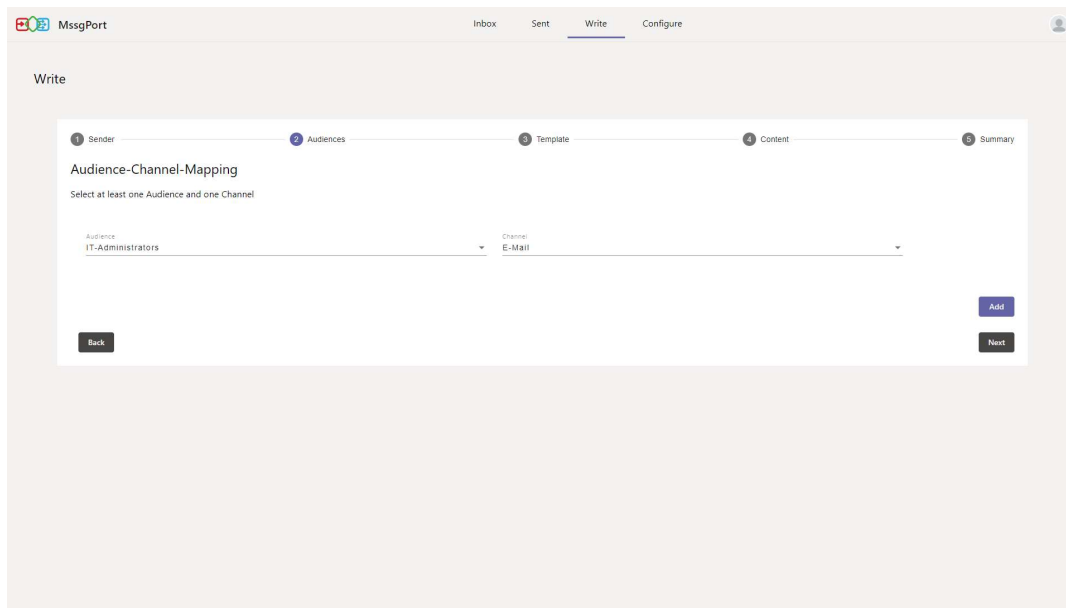 MssgPort
Inbox Sent Write Configure
Write
1 Sender 2 Audiences 3 Template 4 Content 5 Summary
Audience-Channel-Mapping
Select at least one Audience and one Channel
Audience Channel
IT-Administrators E-Mail
Add
Back Next